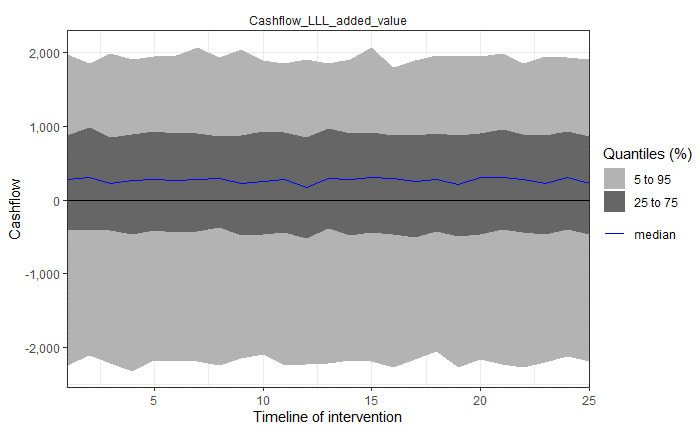 Cashflow_LLL_added_value
Cashflow
2,000
1,000
0
-1,000
-2,000
5
10
15
20
25
Timeline of intervention
Quantiles (%)
5 to 95
25 to 75
median